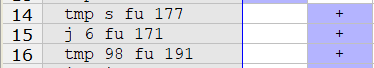 14 tmp s fu 177 +
15 j 6 fu 171 +
16 tmp 98 fu 191 +